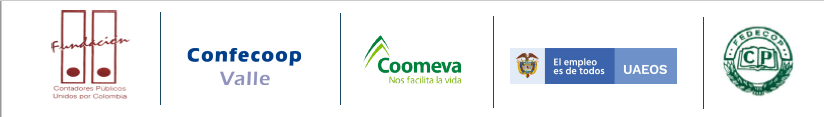 Fundación
Contadores Públicos
Unidos por Colombia
Confecoop
Valle
Coomeva
Nos facilita la vida
El empleo
es de todos
UAEOS
FEDECOP
CP